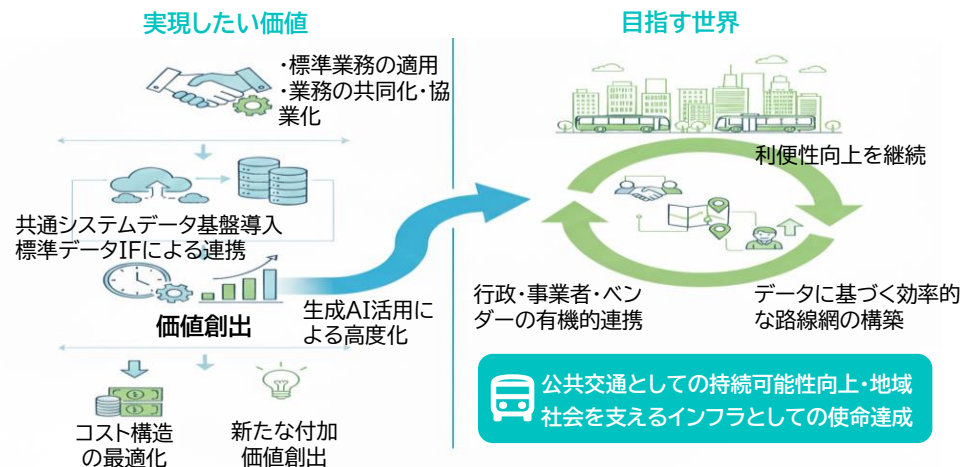 実現したい価値
・標準業務の適用
・業務の共同化・協
業化
共通システムデータ基盤導入
標準データIFによる連携
価値創出
生成AI活用に
よる高度化
コスト構造
の最適化
新たな付加
価値創出
目指す世界
利便性向上を継続
行政・事業者・ベン
ダーの有機的連携
データに基づく効率的
な路線網の構築
公共交通としての持続可能性向上・地域
社会を支えるインフラとしての使命達成